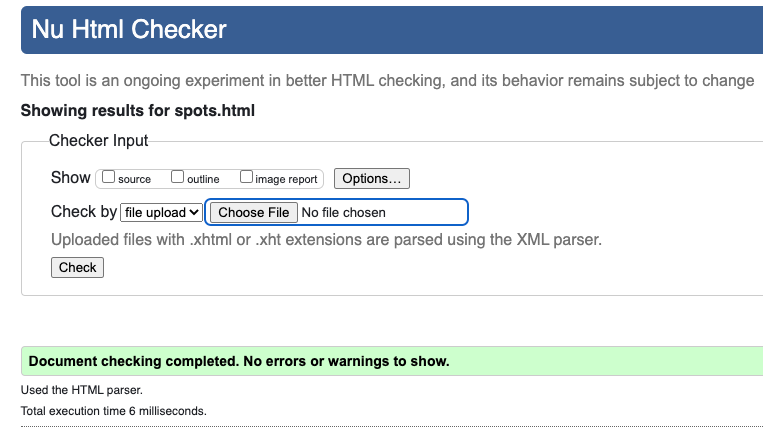 Nu Html Checker
This tool is an ongoing experiment in better HTML checking, and its behavior remains subject to change
Showing results for spots.html
Checker Input
Show source outline image report Options...
Check by file upload Choose File No file chosen
Uploaded files with .xhtml or .xht extensions are parsed using the XML parser.
Check
Document checking completed. No errors or warnings to show.
Used the HTML parser.
Total execution time 6 milliseconds.